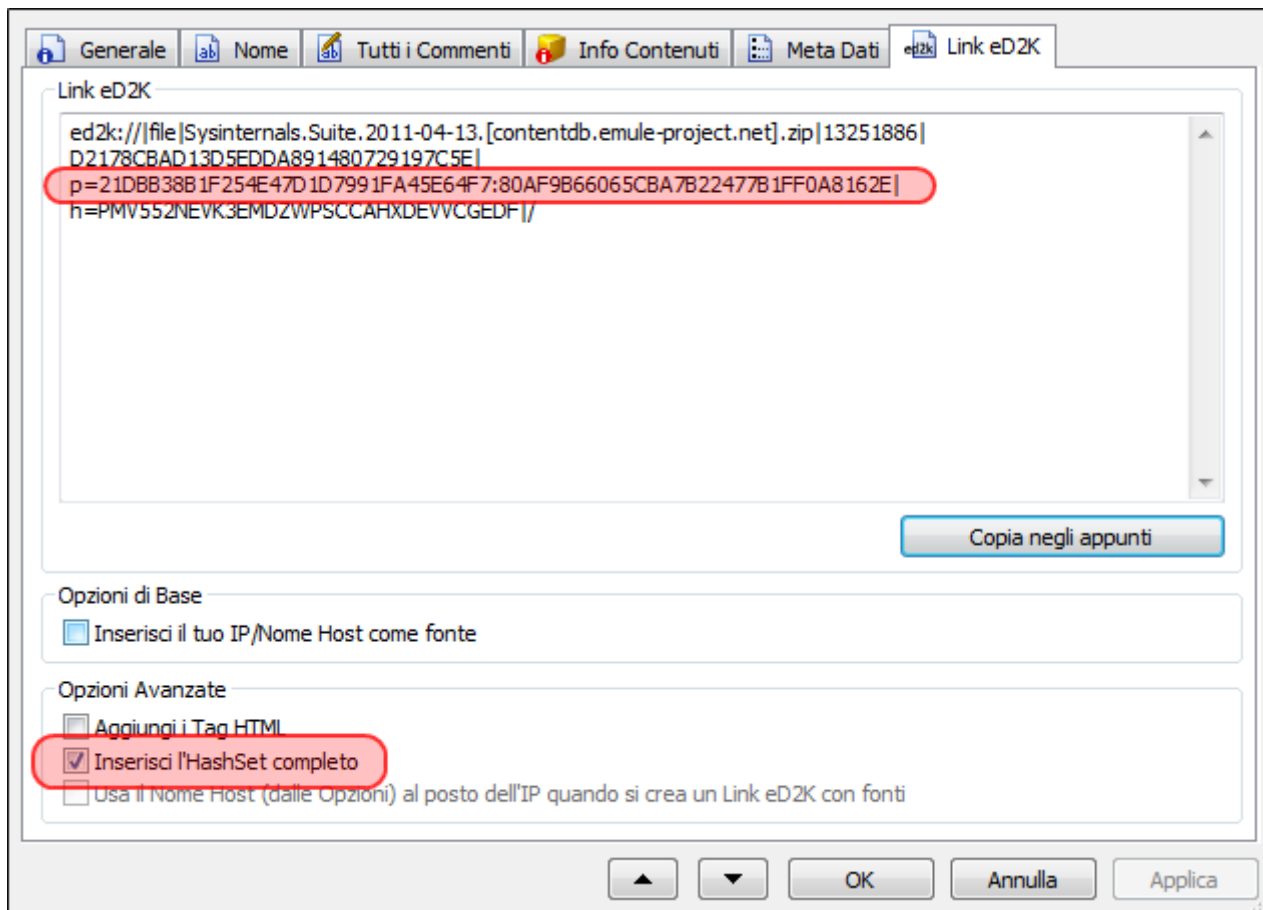 Generale Nome Tutti i Commenti Info Contenuti Meta Dati ed2k Link eD2K
Link eD2K
ed2k://|file|Sysinternals.Suite.2011-04-13.[contentdb.emule-project.net].zip|13251886|
D2178CBAD13D5EDDA891480729197C5E|
p=21DBB38B1F254E47D1D7991FA45E64F7:80AF9B66065CBA7B22477B1FF0A8162E|
h=PMV552NEVK3EMDZWPSCCAHXDEVVCGEDF|/
Copia negli appunti
Opzioni di Base
Inserisci il tuo IP/Nome Host come fonte
Opzioni Avanzate
Aggiungi i Tag HTML
Inserisci l'HashSet completo
Usa il Nome Host (dalle Opzioni) al posto dell'IP quando si crea un Link eD2K con fonti
OK Annulla Applica